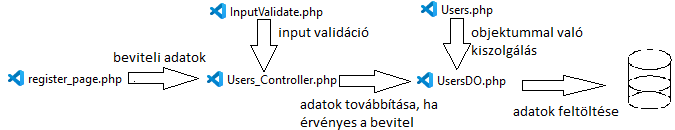 InputValidate.php
Users.php
beviteli adatok
input validáció
objektummal való
kiszolgálás
register_page.php
Users_Controller.php
UsersDO.php
adatok továbbítása, ha
érvényes a bevitel
adatok feltöltése